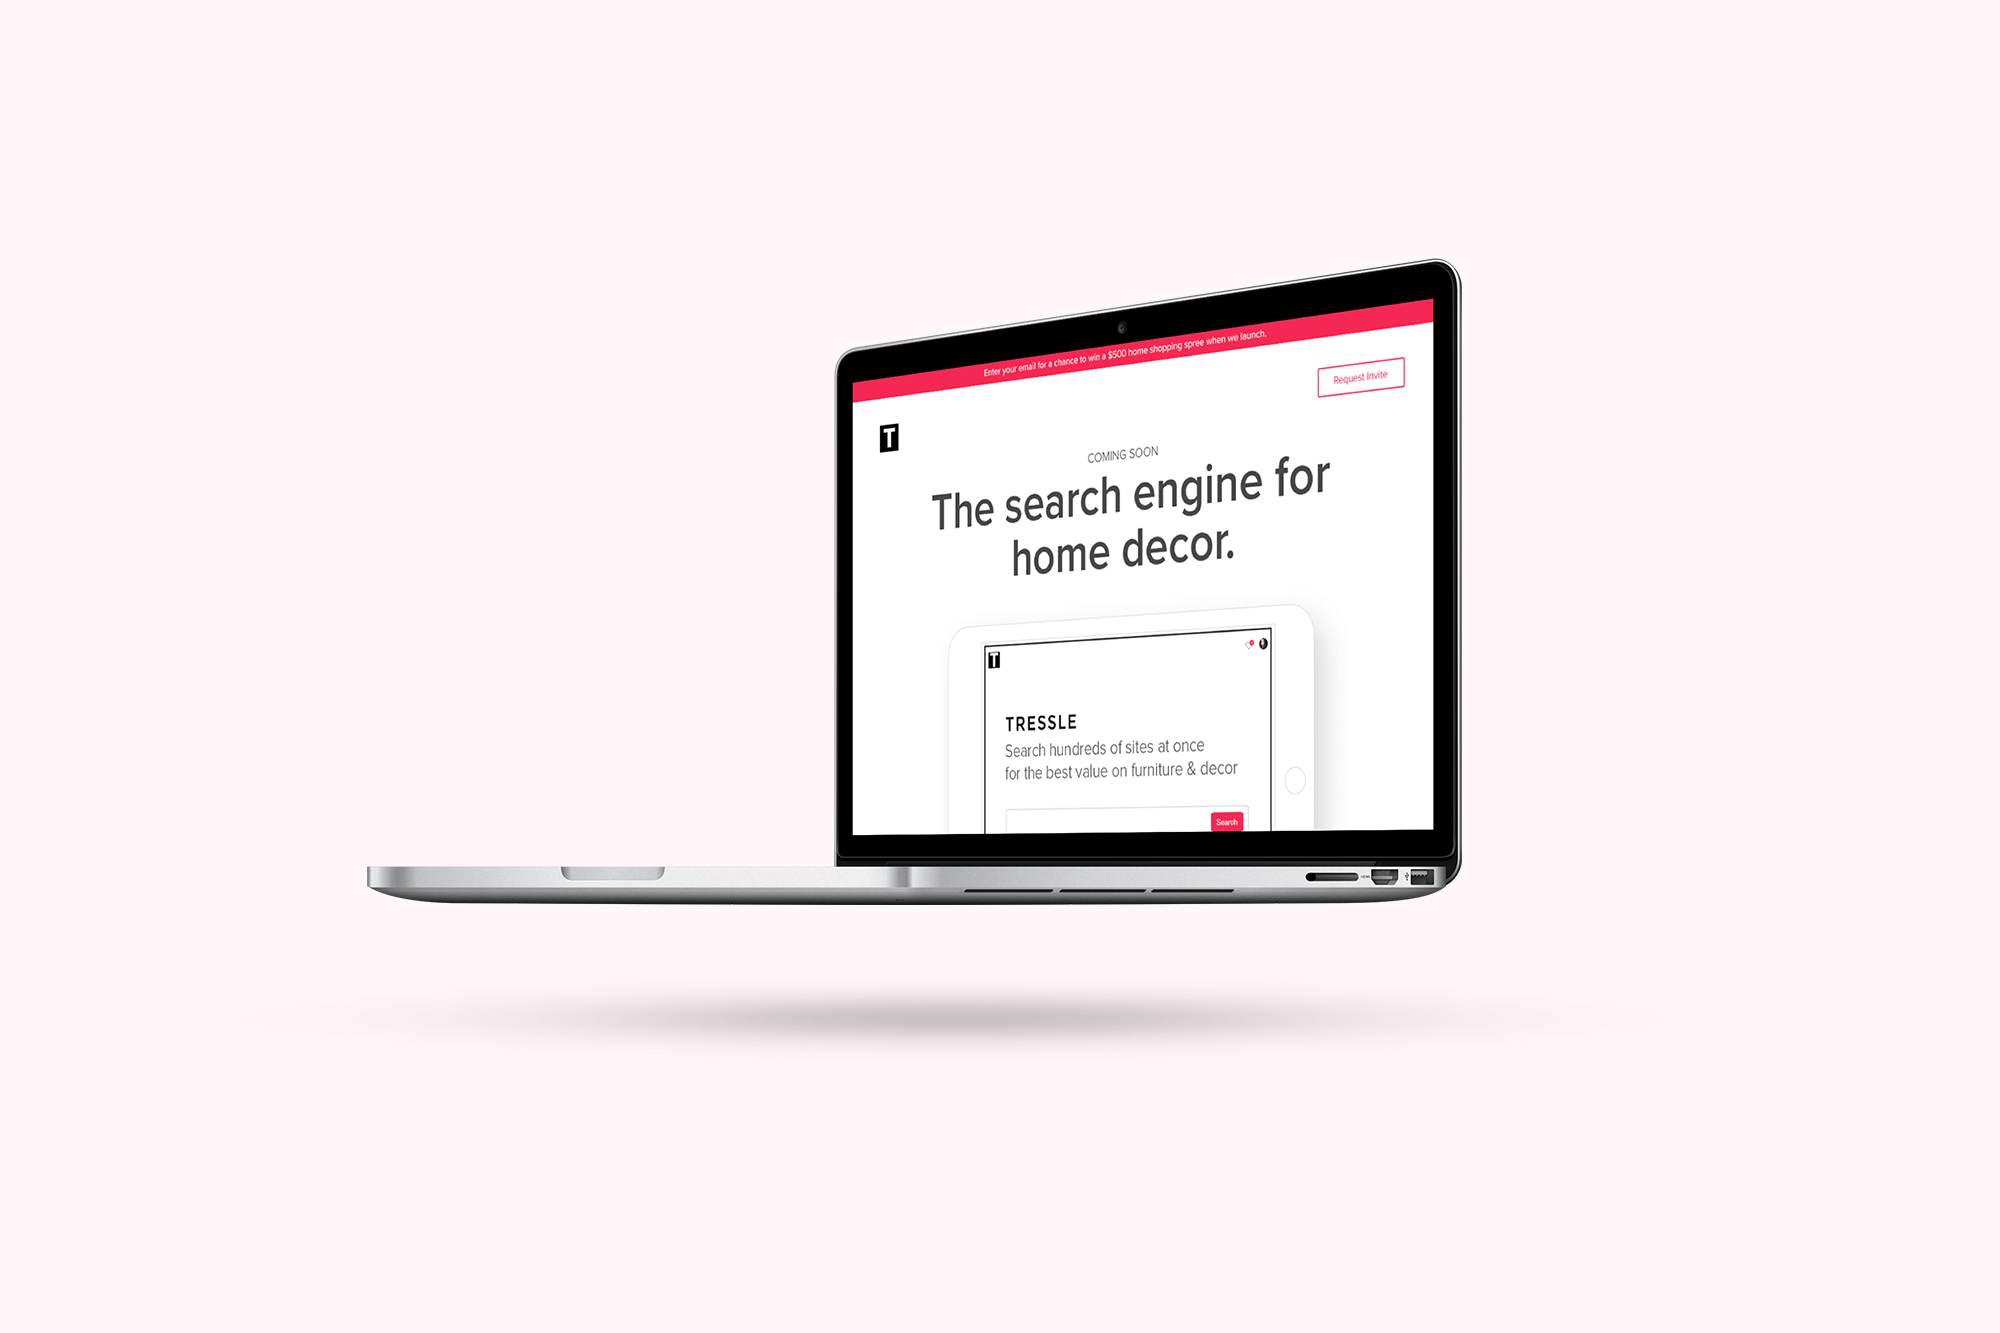 Enter your email for a chance to win a $500 home shopping spree when we launch.
Request Invite
T
COMING SOON
The search engine for
home decor.
T
TRESSLE
Search hundreds of sites at once
for the best value on furniture & decor
Search
HDMI